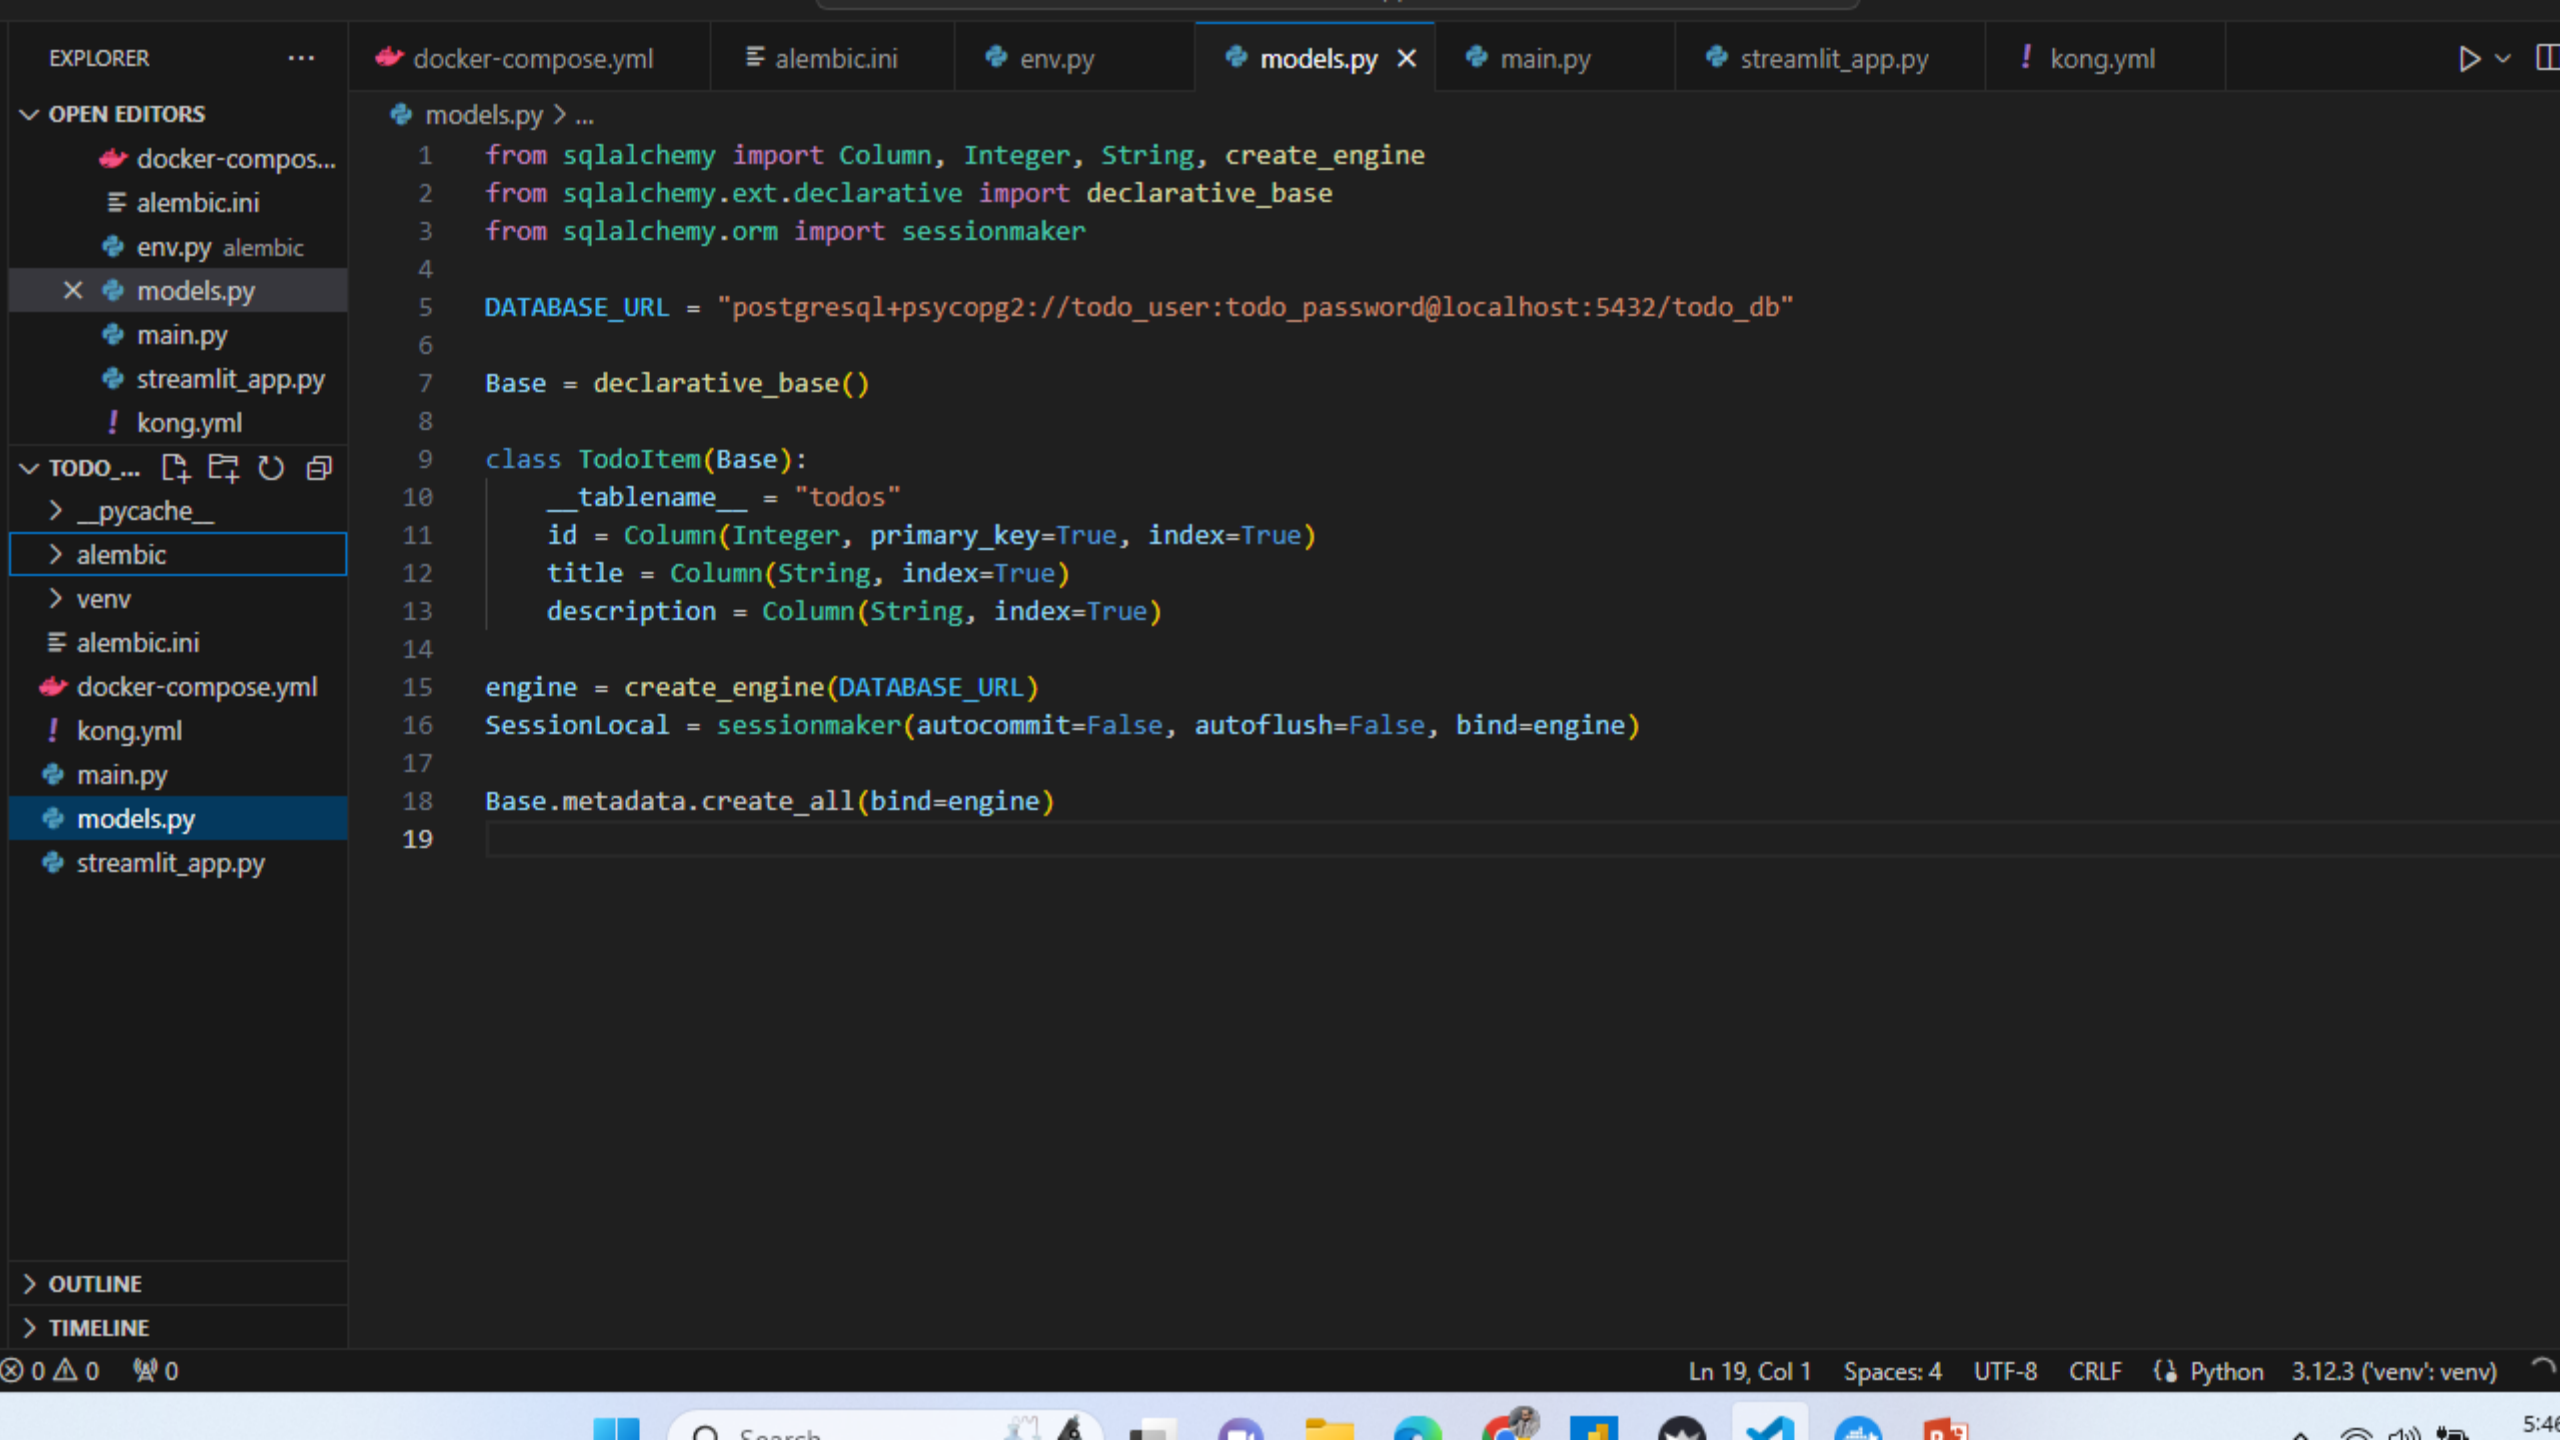 EXPLORER ...
docker-compose.yml
alembic.ini
env.py
models.py
main.py
streamlit_app.py
! kong.yml
OPEN EDITORS
docker-compos...
alembic.ini
env.py alembic
models.py
main.py
streamlit_app.py
! kong.yml
TODO_...
__pycache__
alembic
venv
alembic.ini
docker-compose.yml
! kong.yml
main.py
models.py
streamlit_app.py
OUTLINE
TIMELINE
models.py > ...
1 from sqlalchemy import Column, Integer, String, create_engine
2 from sqlalchemy.ext.declarative import declarative_base
3 from sqlalchemy.orm import sessionmaker
4
5 DATABASE_URL = "postgresql+psycopg2://todo_user:todo_password@localhost:5432/todo_db"
6
7 Base = declarative_base()
8
9 class TodoItem(Base):
10 __tablename__ = "todos"
11 id = Column(Integer, primary_key=True, index=True)
12 title = Column(String, index=True)
13 description = Column(String, index=True)
14
15 engine = create_engine(DATABASE_URL)
16 SessionLocal = sessionmaker(autocommit=False, autoflush=False, bind=engine)
17
18 Base.metadata.create_all(bind=engine)
19
0 0 0
Ln 19, Col 1 Spaces: 4 UTF-8 CRLF Python 3.12.3 ('venv': venv)
Search
5:46